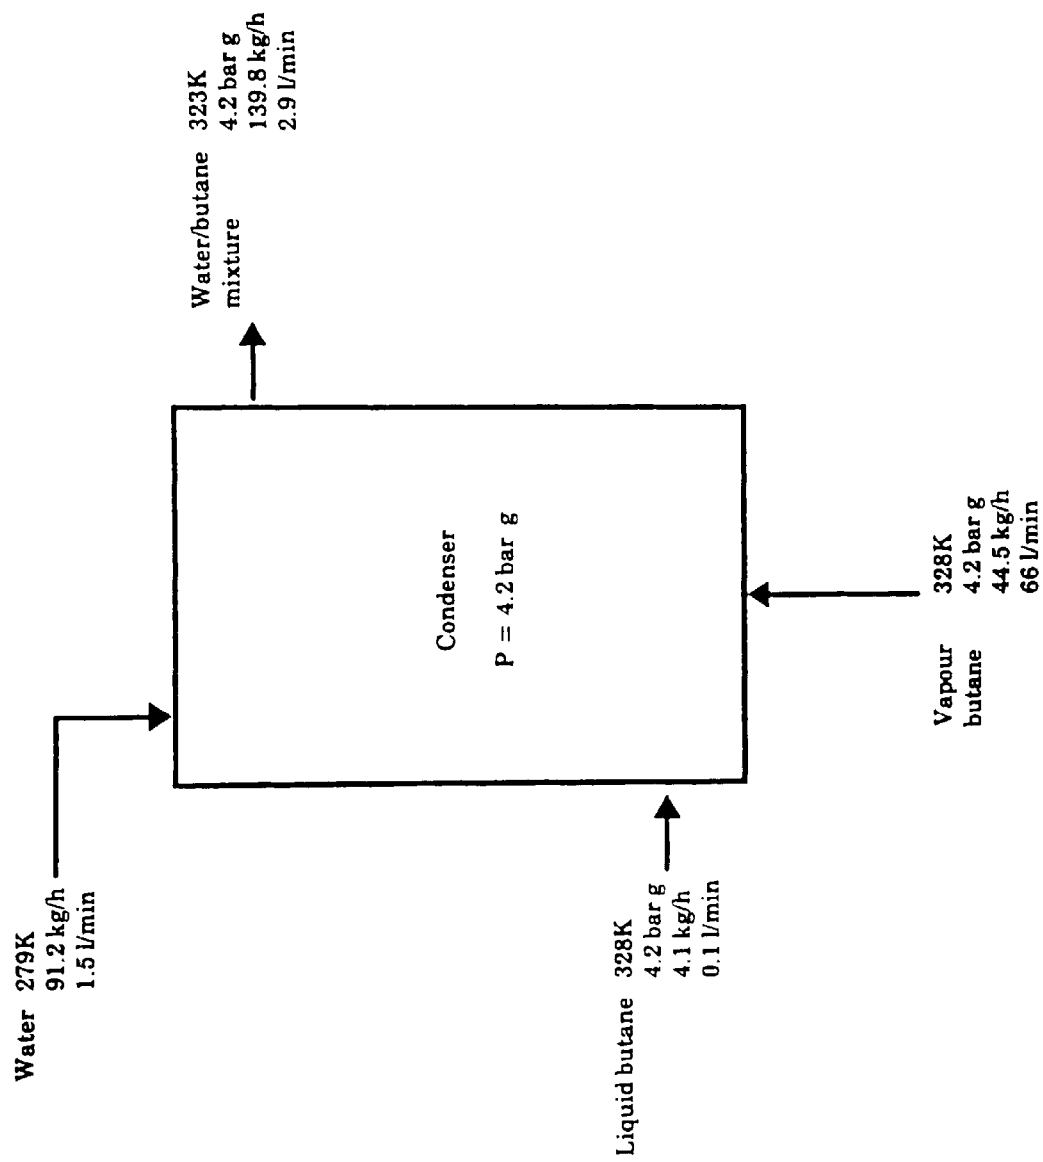 Water 279K
91.2 kg/h
1.5 l/min
Water/butane 323K
mixture 4.2 bar g
139.8 kg/h
2.9 l/min
Condenser
P = 4.2 bar g
Liquid butane 328K
4.2 bar g
4.1 kg/h
0.1 l/min
Vapour 328K
butane 4.2 bar g
44.5 kg/h
66 l/min